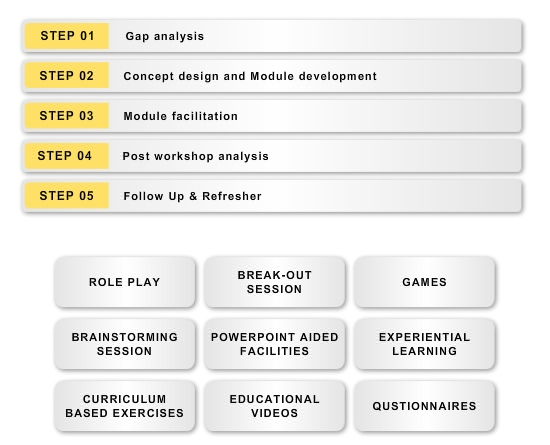 STEP 01 Gap analysis
STEP 02 Concept design and Module development
STEP 03 Module facilitation
STEP 04 Post workshop analysis
STEP 05 Follow Up & Refresher
ROLE PLAY
BREAK-OUT
SESSION
GAMES
BRAINSTORMING
SESSION
POWERPOINT AIDED
FACILITIES
EXPERIENTIAL
LEARNING
CURRICULUM
BASED EXERCISES
EDUCATIONAL
VIDEOS
QUSTIONNAIRES